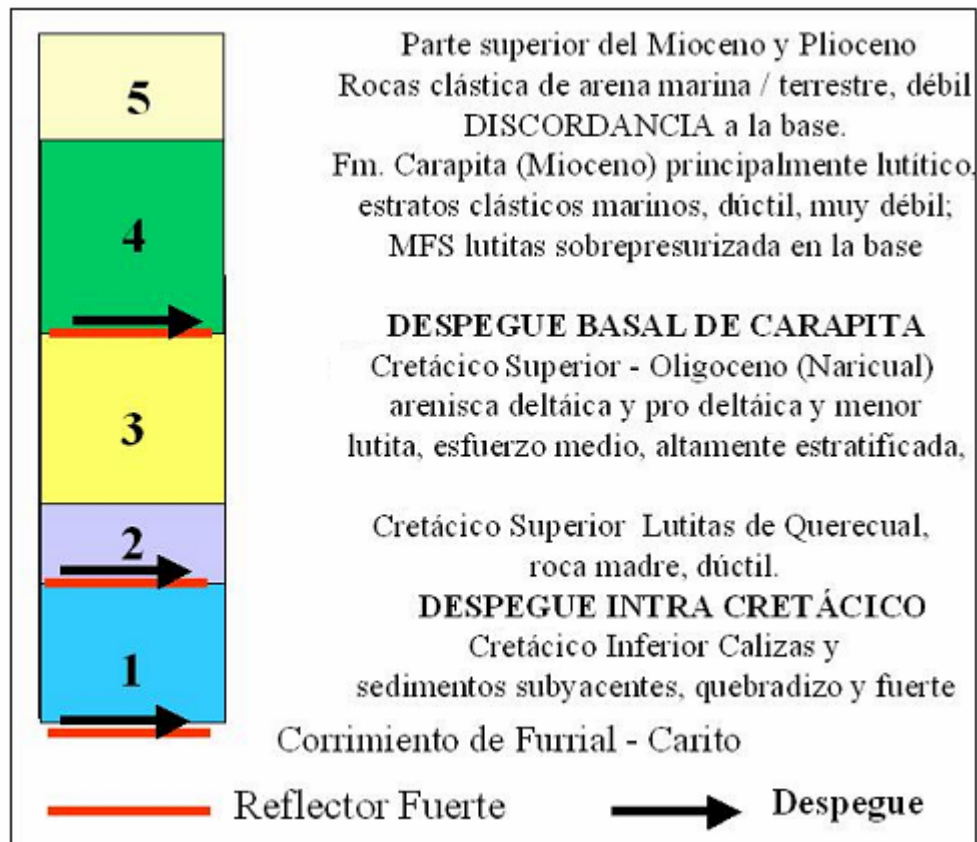 Parte superior del Mioceno y Plioceno
5
Rocas clástica de arena marina / terrestre, débil
DISCORDANCIA a la base.
Fm. Carapita (Mioceno) principalmente lutítico,
estratos clásticos marinos, dúctil, muy débil;
4
MFS lutitas sobrepresurizada en la base
DESPEGUE BASAL DE CARAPITA
Cretácico Superior - Oligoceno (Naricual)
arenisca deltáica y pro deltáica y menor
3
lutita, esfuerzo medio, altamente estratificada,
Cretácico Superior Lutitas de Querecual,
2
roca madre, dúctil.
DESPEGUE INTRA CRETÁCICO
Cretácico Inferior Calizas y
1
sedimentos subyacentes, quebradizo y fuerte
Corrimiento de Furrial - Carito
Reflector Fuerte
Despegue